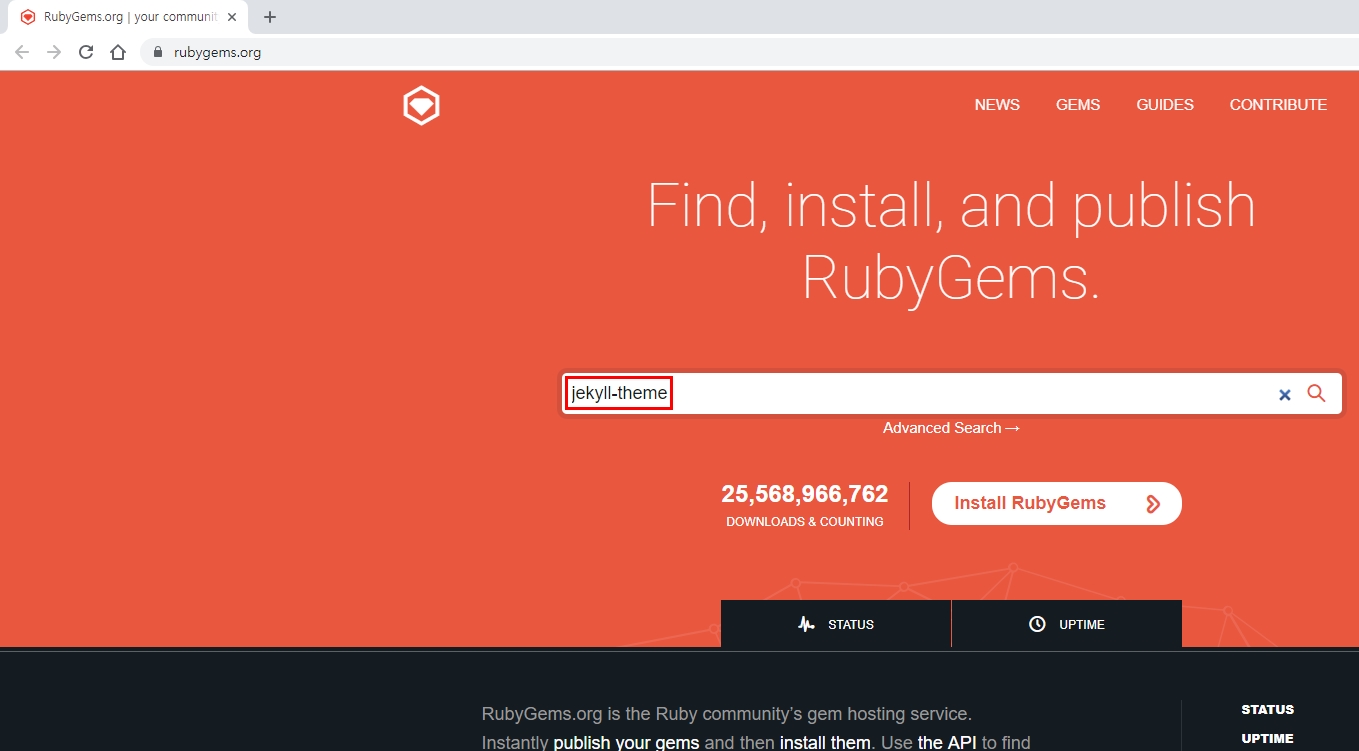 RubyGems.org | your communit
rubygems.org
NEWS GEMS GUIDES CONTRIBUTE
Find, install, and publish
RubyGems.
jekyll-theme
Advanced Search →
25,568,966,762
DOWNLOADS & COUNTING
Install RubyGems
STATUS UPTIME
RubyGems.org is the Ruby community’s gem hosting service.
Instantly publish your gems and then install them. Use the API to find
STATUS
UPTIME